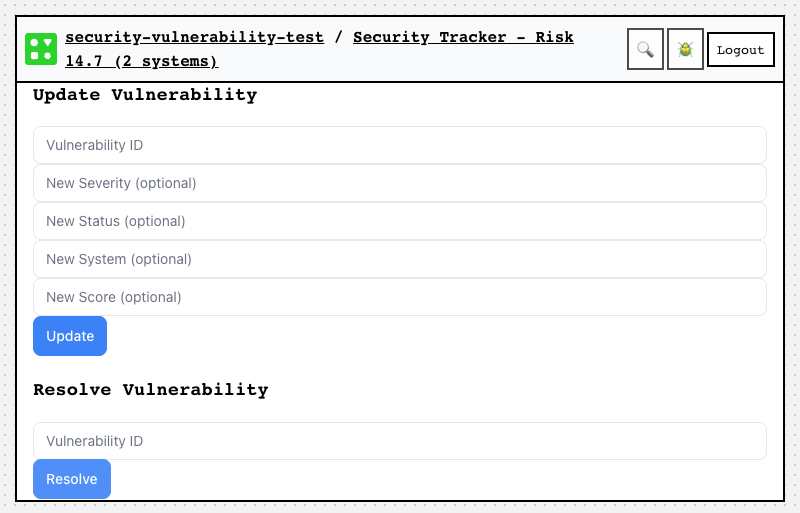 security-vulnerability-test / Security Tracker - Risk
14.7 (2 systems)
Logout
Update Vulnerability
Vulnerability ID
New Severity (optional)
New Status (optional)
New System (optional)
New Score (optional)
Update
Resolve Vulnerability
Vulnerability ID
Resolve